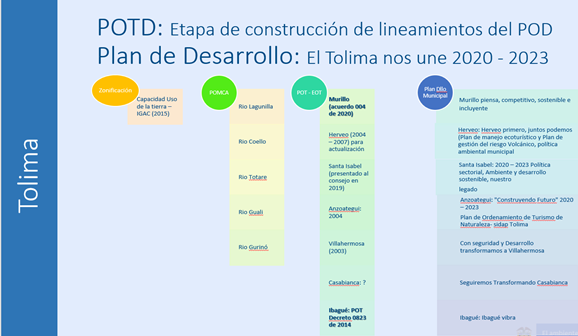 POTD: Etapa de construcción de lineamientos del POD
Plan de Desarrollo: El Tolima nos une 2020 - 2023
Tolima
Zonificación
Capacidad Uso
de la tierra –
IGAC (2015)
POMCA
Rio Lagunilla
Rio Coello
Rio Totare
Rio Guali
Rio Gurinó
POT - EOT
Murillo
(acuerdo 004
de 2020)
Herveo (2004
– 2007) para
actualización
Santa Isabel
(presentado al
consejo en
2019)
Anzoategui:
2004
Villahermosa
(2003)
Casabianca: ?
Ibagué: POT
Decreto 0823
de 2014
Plan Dllo
Municipal
Murillo piensa, competitivo, sostenible e
incluyente
Herveo: Herveo primero, juntos podemos
(Plan de manejo ecoturístico y Plan de
gestión del riesgo Volcánico, política
ambiental municipal
Santa Isabel: 2020 – 2023 Política
sectorial, Ambiente y desarrollo
sostenible, nuestro
legado
Anzoategui: "Construyendo Futuro" 2020
– 2023
Plan de Ordenamiento de Turismo de
Naturaleza- sidap Tolima
Con seguridad y Desarrollo
transformamos a Villahermosa
Seguiremos Transformando Casabianca
Ibagué: Ibagué vibra